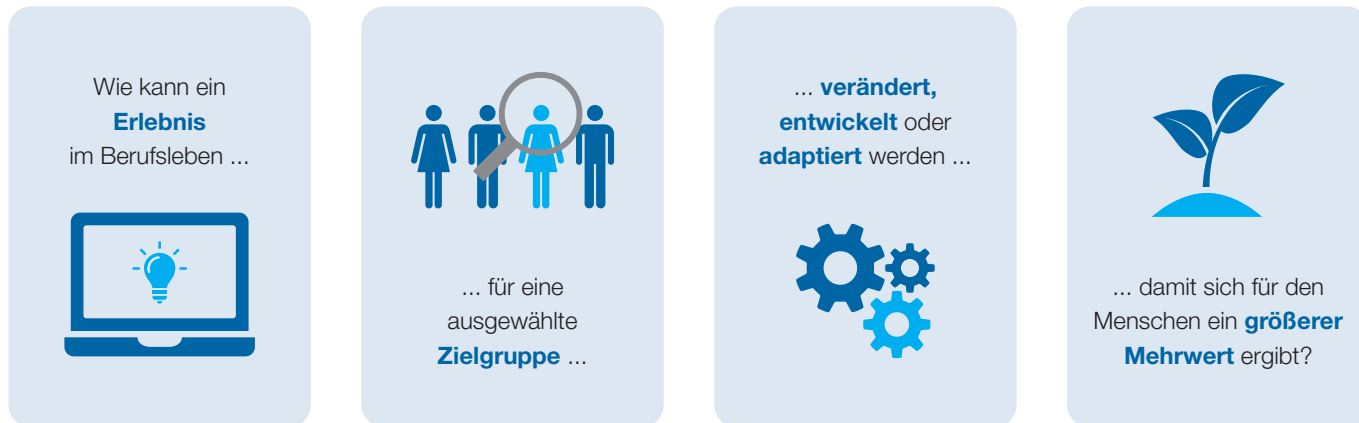 Wie kann ein
Erlebnis
im Berufsleben ...
... für eine
ausgewählte
Zielgruppe ...
... verändert,
entwickelt oder
adaptiert werden ...
... damit sich für den
Menschen ein größerer
Mehrwert ergibt?